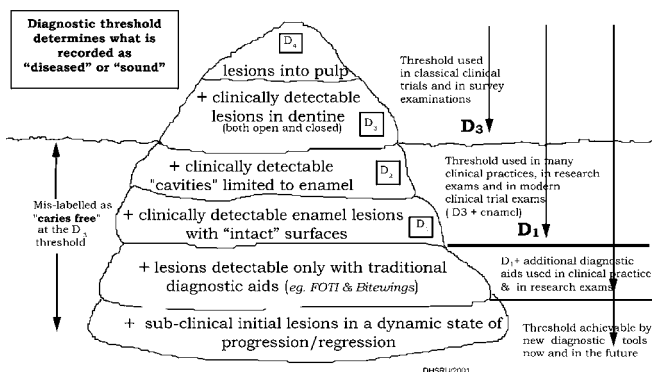 Diagnostic threshold
determines what is
recorded as
"diseased" or "sound"
D4
lesions into pulp
+ clinically detectable
lesions in dentine
(both open and closed)
D3
+ clinically detectable
"cavities" limited to enamel
D2
+ clinically detectable enamel lesions
with "intact" surfaces
D1
+ lesions detectable only with traditional
diagnostic aids (eg. FOTI & Bitewings)
+ sub-clinical initial lesions in a dynamic state of
progression/regression
Mis-labelled as
"caries free"
at the D3
threshold
Threshold used
in classical clinical
trials and in survey
examinations
D3
Threshold used in many
clinical practices, in research
exams and in modern
clinical trial exams
( D3 + enamel)
D1
D1+ additional diagnostic
aids used in clinical practice
& in research exams
Threshold achievable by
new diagnostic tools
now and in the future
DHSRU/2001